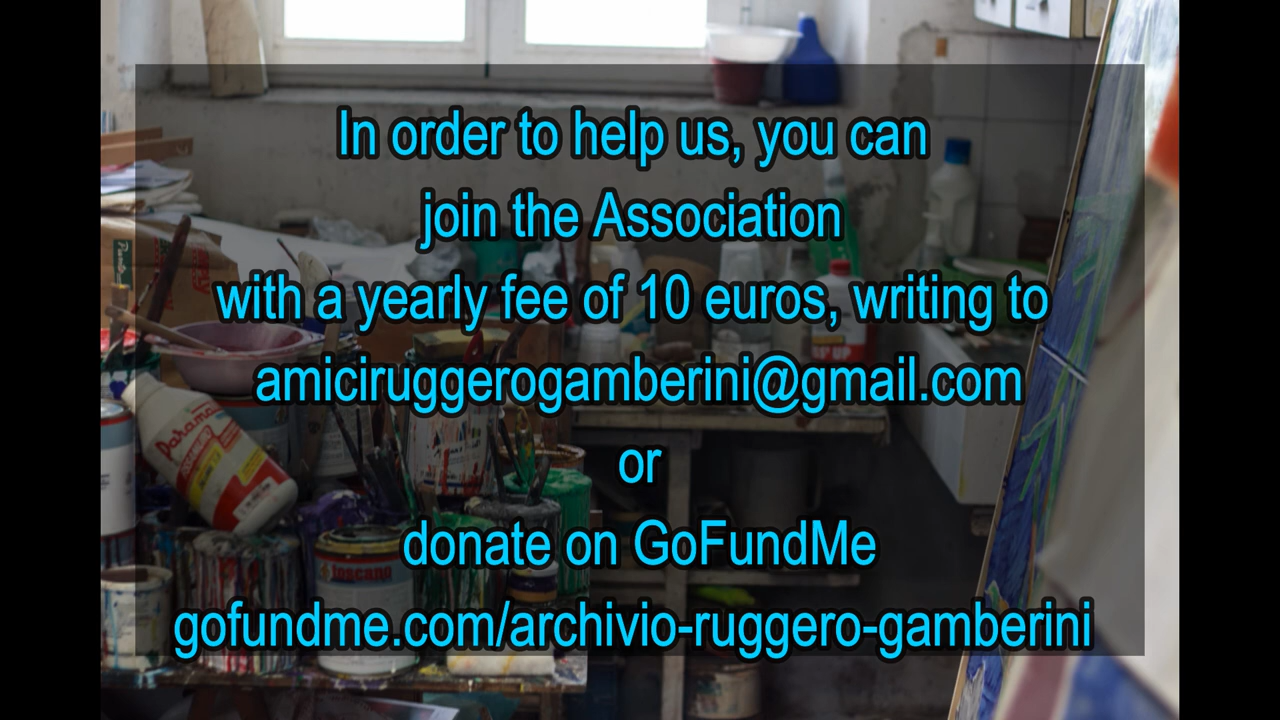 In order to help us, you can
join the Association
with a yearly fee of 10 euros, writing to
amiciruggerogamberini@gmail.com
or
donate on GoFundMe
gofundme.com/archivio-ruggero-gamberini
toscano